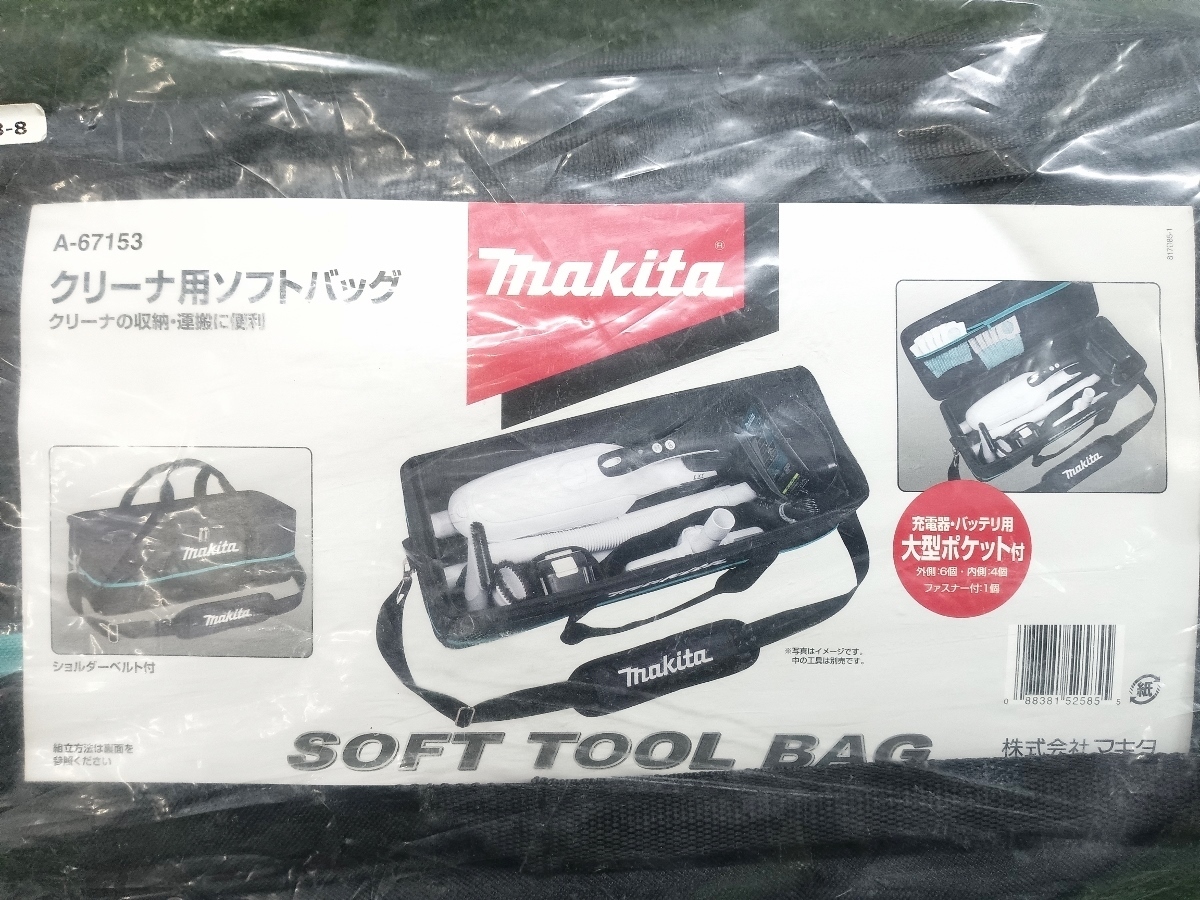 3-8
A-67153
クリーナ用ソフトバッグ
クリーナの収納・運搬に便利
makita®
817D85-1
makita
makita
ショルダーベルト付
makita
makita
makita
充電器・バッテリ用
大型ポケット付
外側:6個・内側:4個
ファスナー付:1個
※写真はイメージです。
中の工具は別売です。
0 88381 52585 5
紙
組立方法は裏面を
参照ください
SOFT TOOL BAG
株式会社マキタ